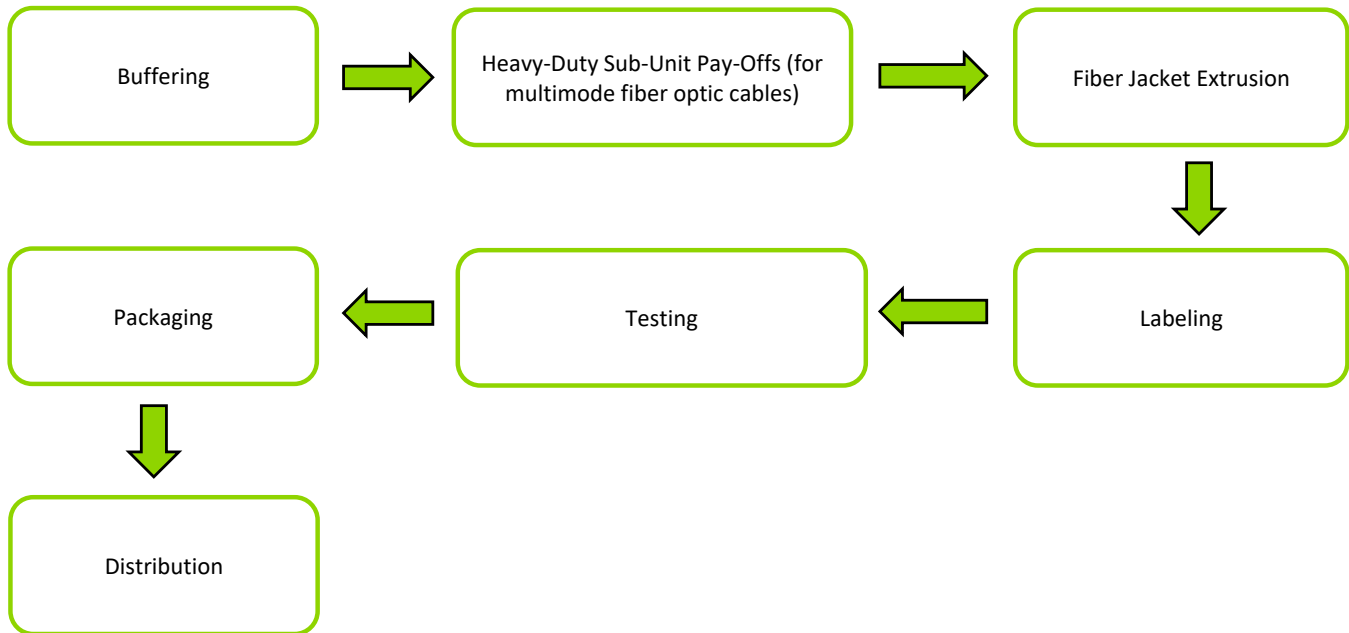 Buffering
Heavy-Duty Sub-Unit Pay-Offs (for
multimode fiber optic cables)
Fiber Jacket Extrusion
Labeling
Testing
Packaging
Distribution